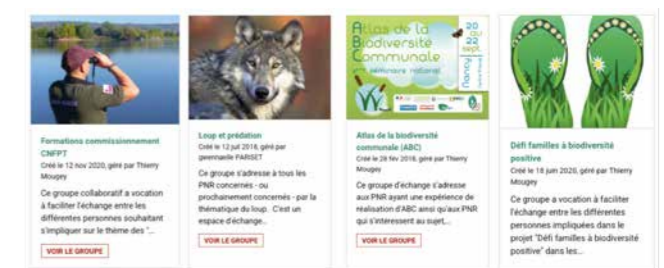 Atlas de la
Biodiversité
Communale
séminaire national
20
au
22
sept.
Nancy
Formations commissionnement
CNFPT
Créé le 12 nov 2020, géré par Thierry
Mougey
Ce groupe collaboratif a vocation
à faciliter l'échange entre les
différentes personnes souhaitant
s'impliquer sur le thème des "...
VOIR LE GROUPE
Loup et prédation
Créé le 12 juil 2018, géré par
gwennaelle PARISET
Ce groupe s'adresse à tous les
PNR concernés - ou
prochainement concernés - par la
thématique du loup. C'est un
espace d'échange...
VOIR LE GROUPE
Atlas de la biodiversité
communale (ABC)
Créé le 28 fév 2018, géré par Thierry
Mougey
Ce groupe d'échange s'adresse
aux PNR ayant une expérience de
réalisation d'ABC ainsi qu'aux PNR
qui s'interessent au sujet,...
VOIR LE GROUPE
Défi familles à biodiversité
positive
Créé le 18 juin 2020, géré par Thierry
Mougey
Ce groupe a vocation à faciliter
l'échange entre les différentes
personnes impliquées dans le
projet "Défi familles à biodiversité
positive" dans les...